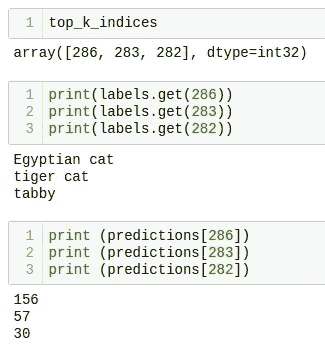 1 top_k_indices
array([286, 283, 282], dtype=int32)
1 print(labels.get(286))
2 print(labels.get(283))
3 print(labels.get(282))
Egyptian cat
tiger cat
tabby
1 print (predictions[286])
2 print (predictions[283])
3 print (predictions[282])
156
57
30